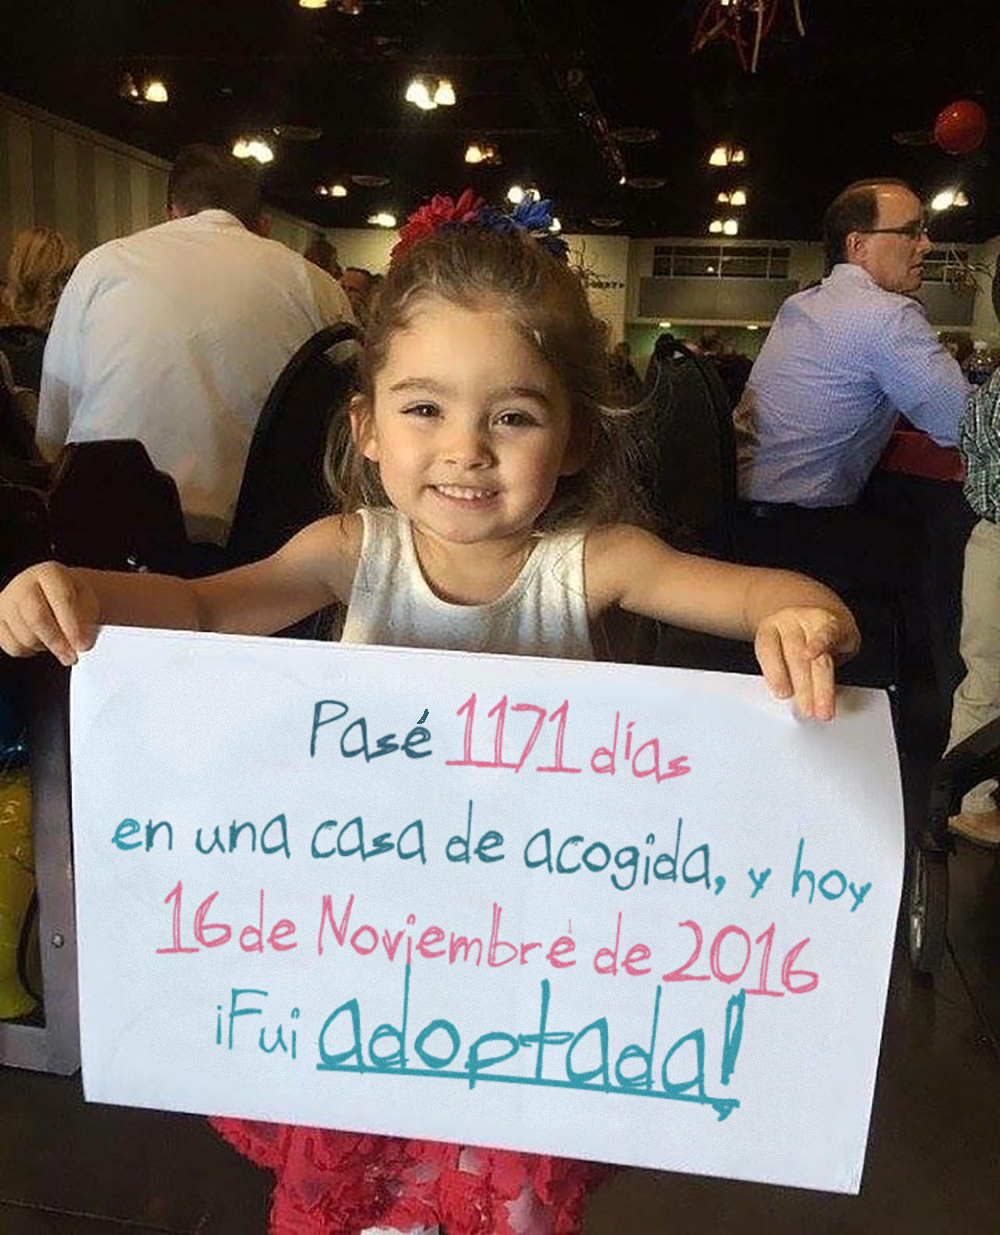 Pasé 1171 días
en una casa de acogida, y hoy
16 de Noviembre de 2016
¡Fui adoptada!